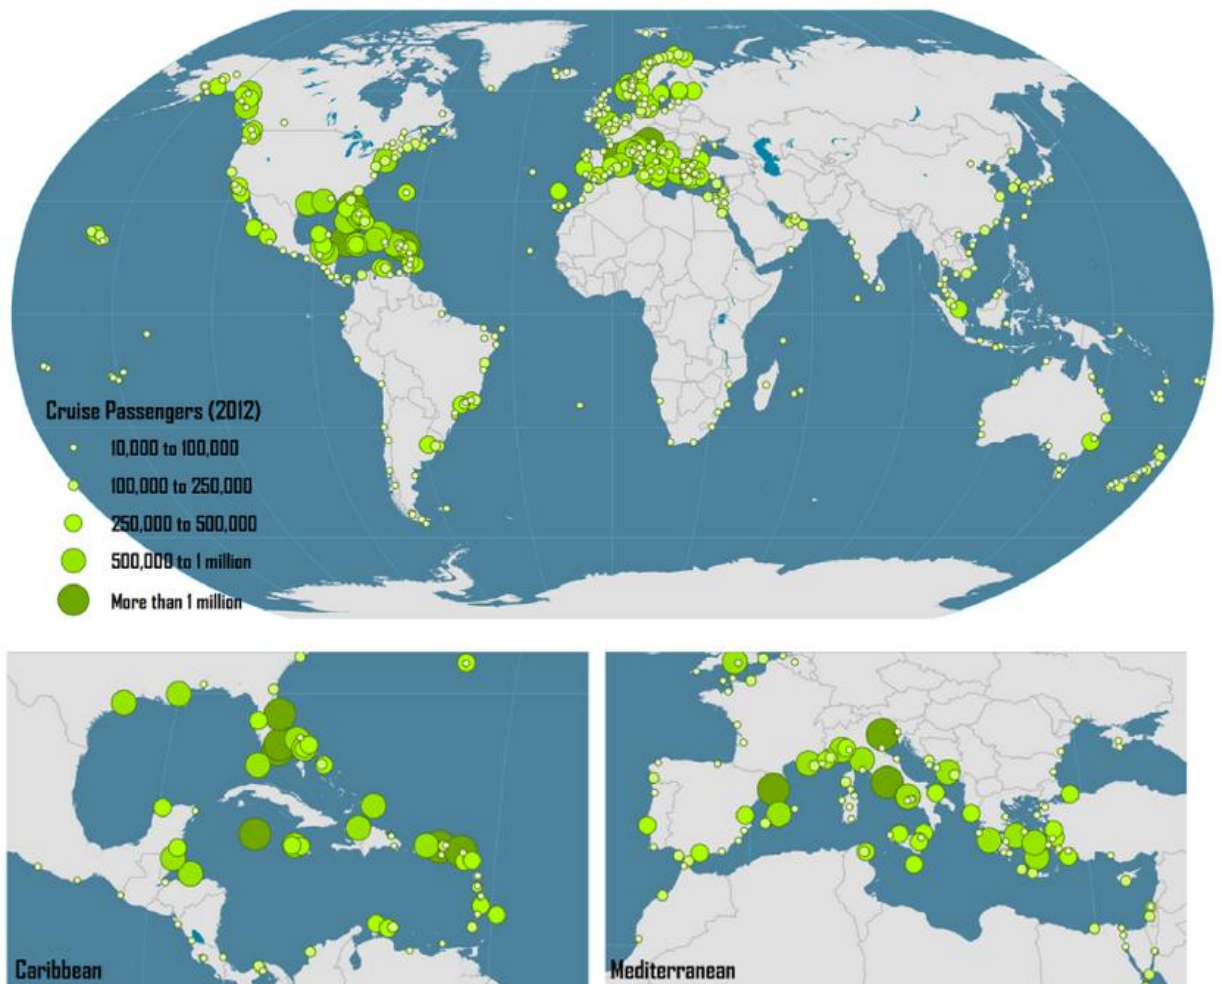 Cruise Passengers (2012)
10,000 to 100,000
100,000 to 250,000
250,000 to 500,000
500,000 to 1 million
More than 1 million
Caribbean
Mediterranean